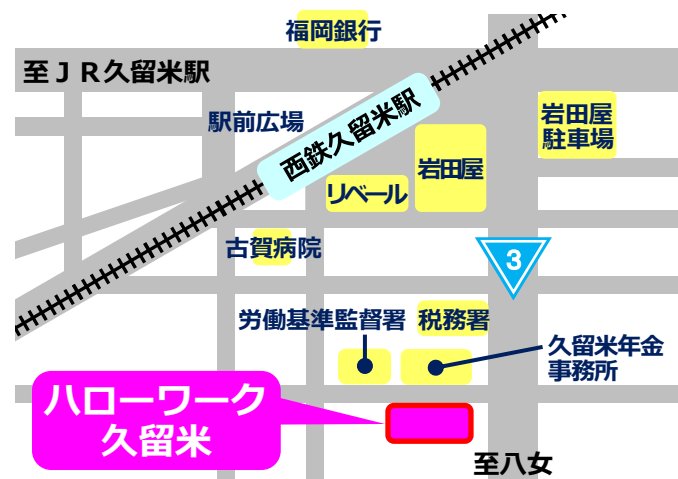 福岡銀行
至ＪＲ久留米駅
駅前広場
西鉄久留米駅
岩田屋
駐車場
岩田屋
リベール
古賀病院
3
労働基準監督署
税務署
久留米年金
事務所
ハローワーク
久留米
至八女